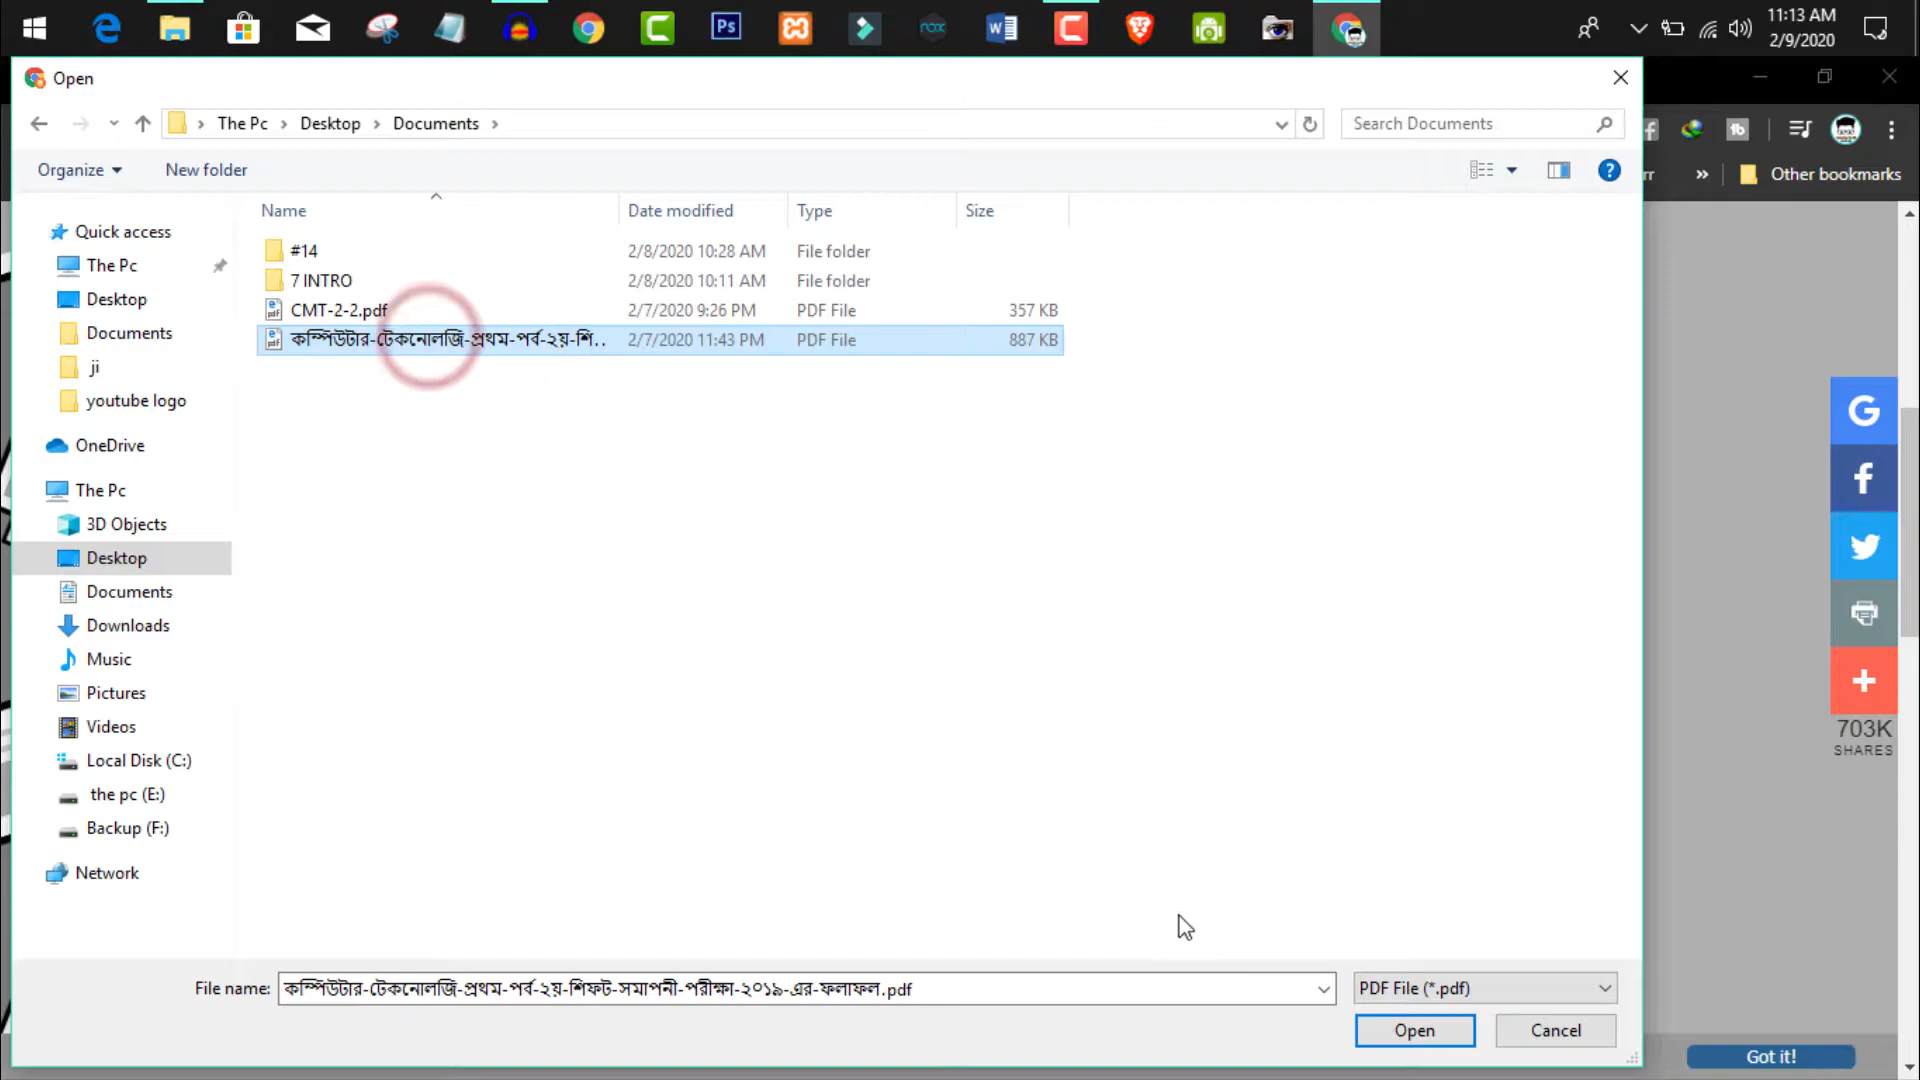 11:13 AM
2/9/2020
Ps
nox
Open
The Pc
Desktop
Documents
Search Documents
Organize
New folder
rr
Other bookmarks
Name
Date modified
Type
Size
#14
2/8/2020 10:28 AM
File folder
7 INTRO
2/8/2020 10:11 AM
File folder
CMT-2-2.pdf
2/7/2020 9:26 PM
PDF File
357 KB
কম্পিউটার-টেকনোলজি-প্রথম-পর্ব-২য়-শি...
2/7/2020 11:43 PM
PDF File
887 KB
Quick access
The Pc
Desktop
Documents
ji
youtube logo
OneDrive
The Pc
3D Objects
Desktop
Documents
Downloads
Music
Pictures
Videos
Local Disk (C:)
the pc (E:)
Backup (F:)
Network
703K
SHARES
File name:
কম্পিউটার-টেকনোলজি-প্রথম-পর্ব-২য়-শিফট-সমাপনী-পরীক্ষা-২০১৯-এর-ফলাফল.pdf
PDF File (*.pdf)
Open
Cancel
Got it!